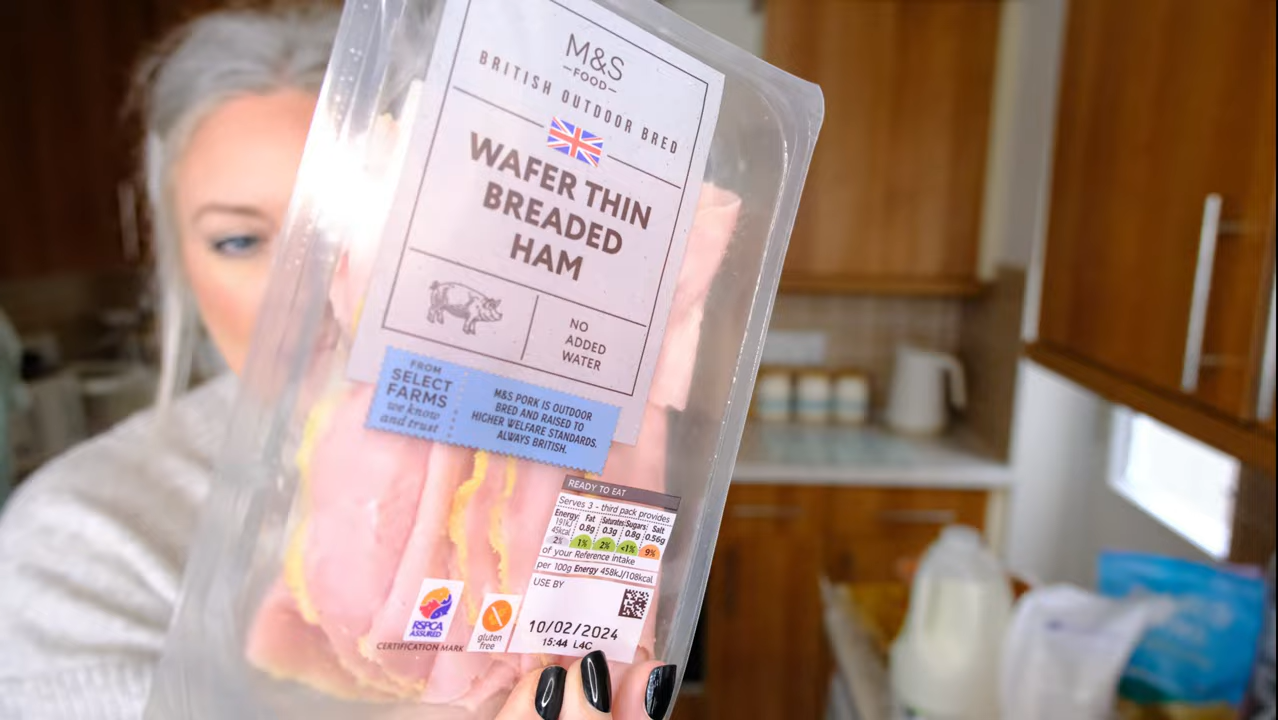 M&S
—FOOD—
BRITISH OUTDOOR BRED
WAFER THIN
BREADED
HAM
NO
ADDED
WATER
FROM
SELECT
FARMS
we know
and trust
M&S PORK IS OUTDOOR
BRED AND RAISED TO
HIGHER WELFARE STANDARDS.
ALWAYS BRITISH.
READY TO EAT
Serves 3 - third pack provides
Energy Fat Saturates Sugars Salt
191kJ 0.8g 0.3g 0.8g 0.56g
45kcal
2% 1% 2% <1% 9%
of your Reference intake
per 100g Energy 458kJ/108kcal
USE BY
10/02/2024
15:44 L4C
RSPCA
ASSURED
CERTIFICATION MARK
gluten
free